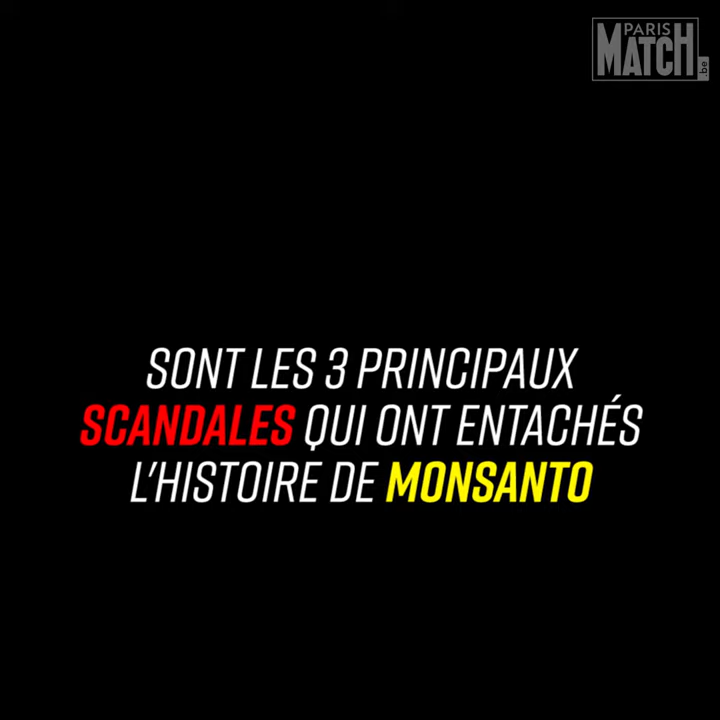 PARIS
MATCH
.be
SONT LES 3 PRINCIPAUX
SCANDALES QUI ONT ENTACHÉS
L'HISTOIRE DE MONSANTO